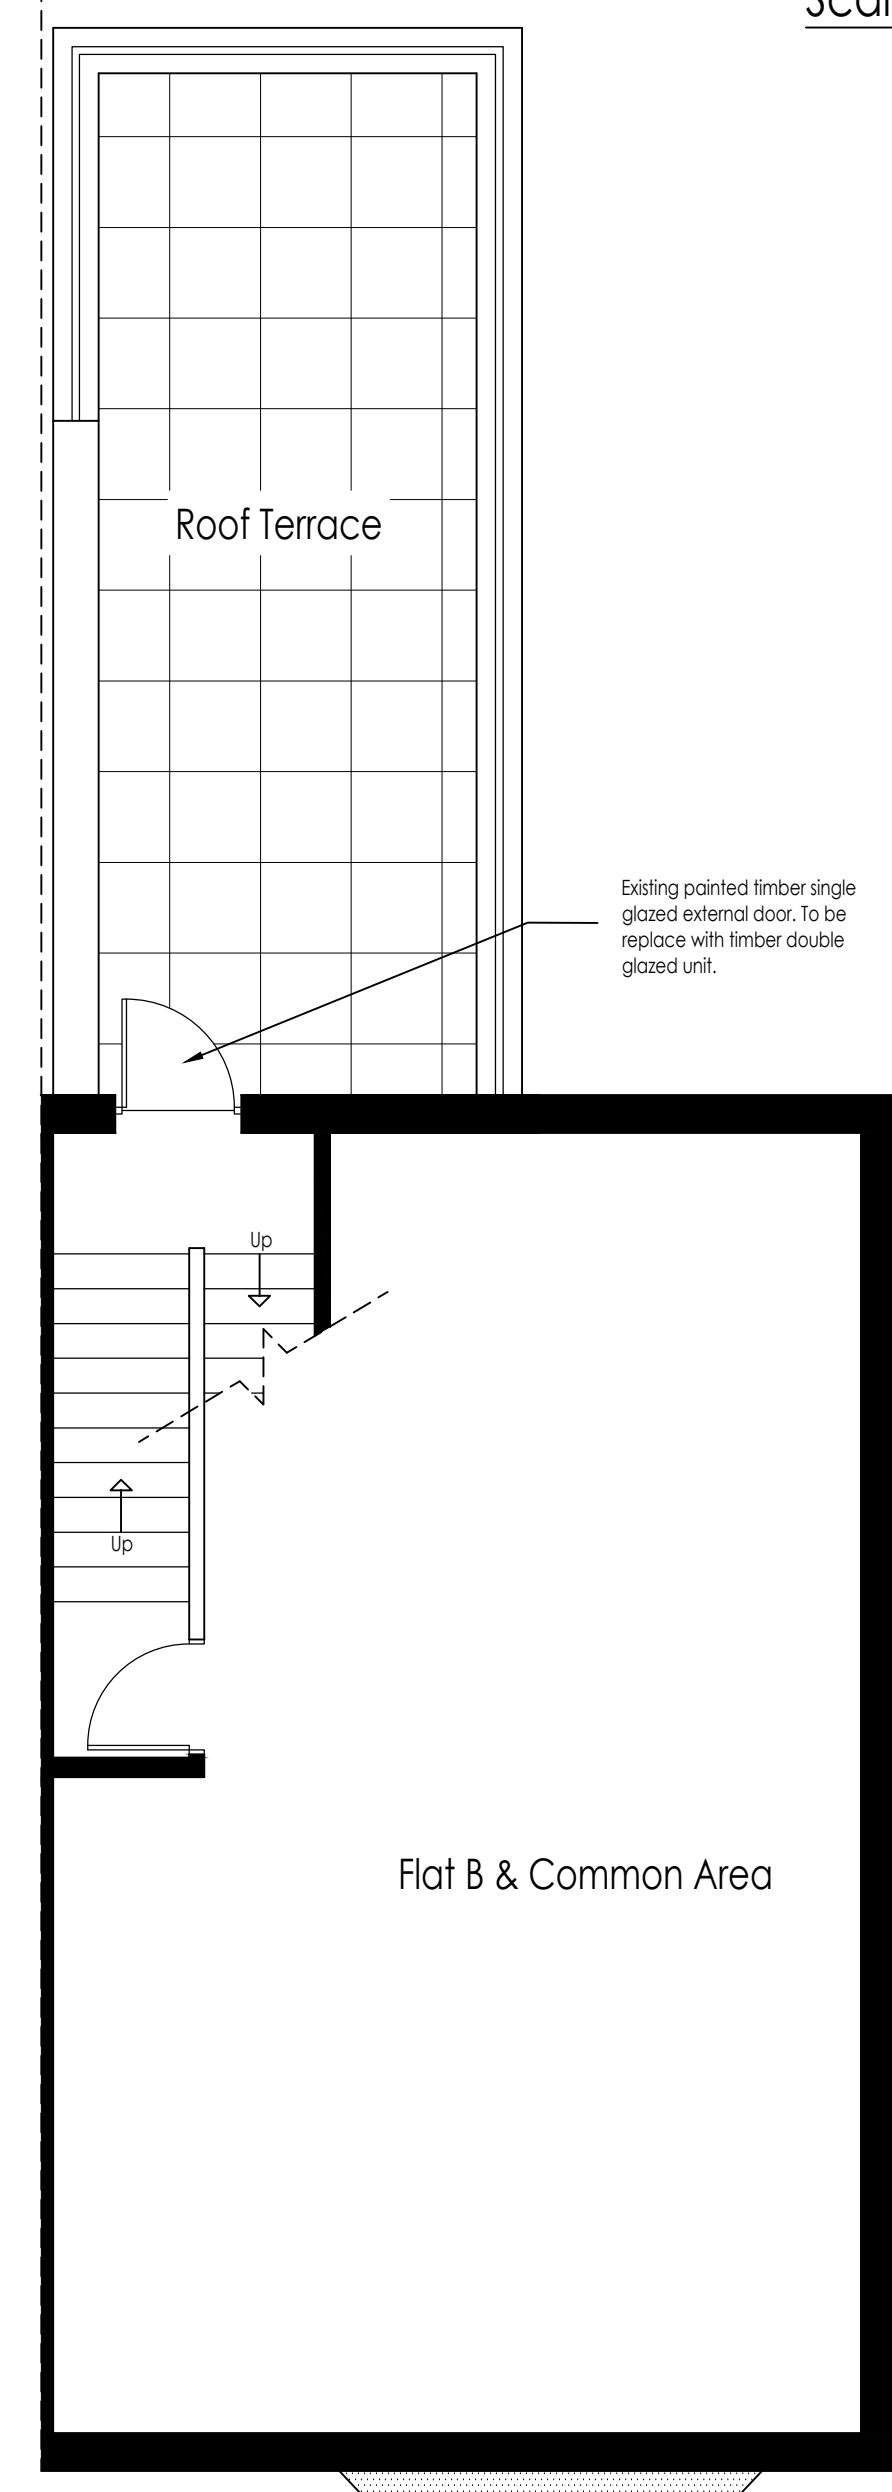 Roof Terrace
Existing painted timber single
glazed external door. To be
replace with timber double
glazed unit.
Up
Up
Flat B & Common Area